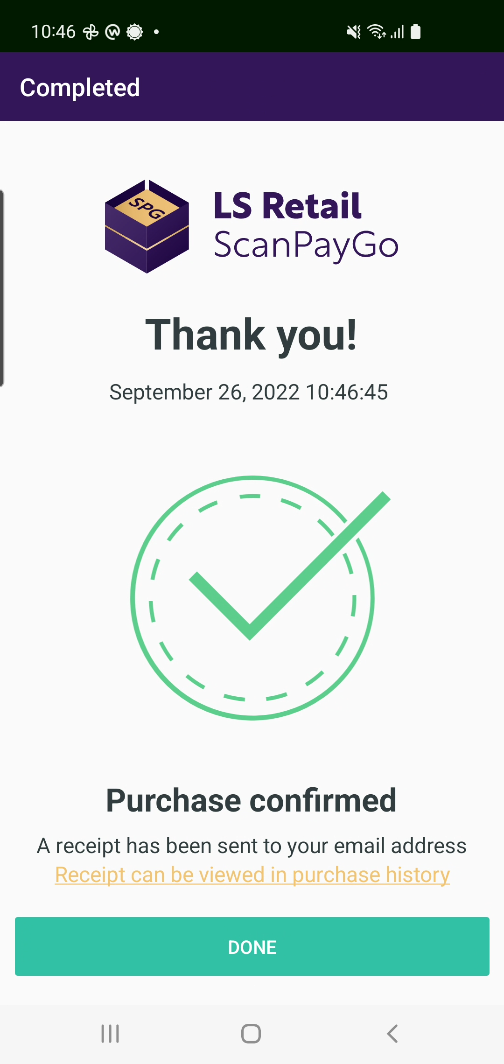 10:46
Completed
SPG
LS Retail
ScanPayGo
Thank you!
September 26, 2022 10:46:45
Purchase confirmed
A receipt has been sent to your email address
Receipt can be viewed in purchase history
DONE